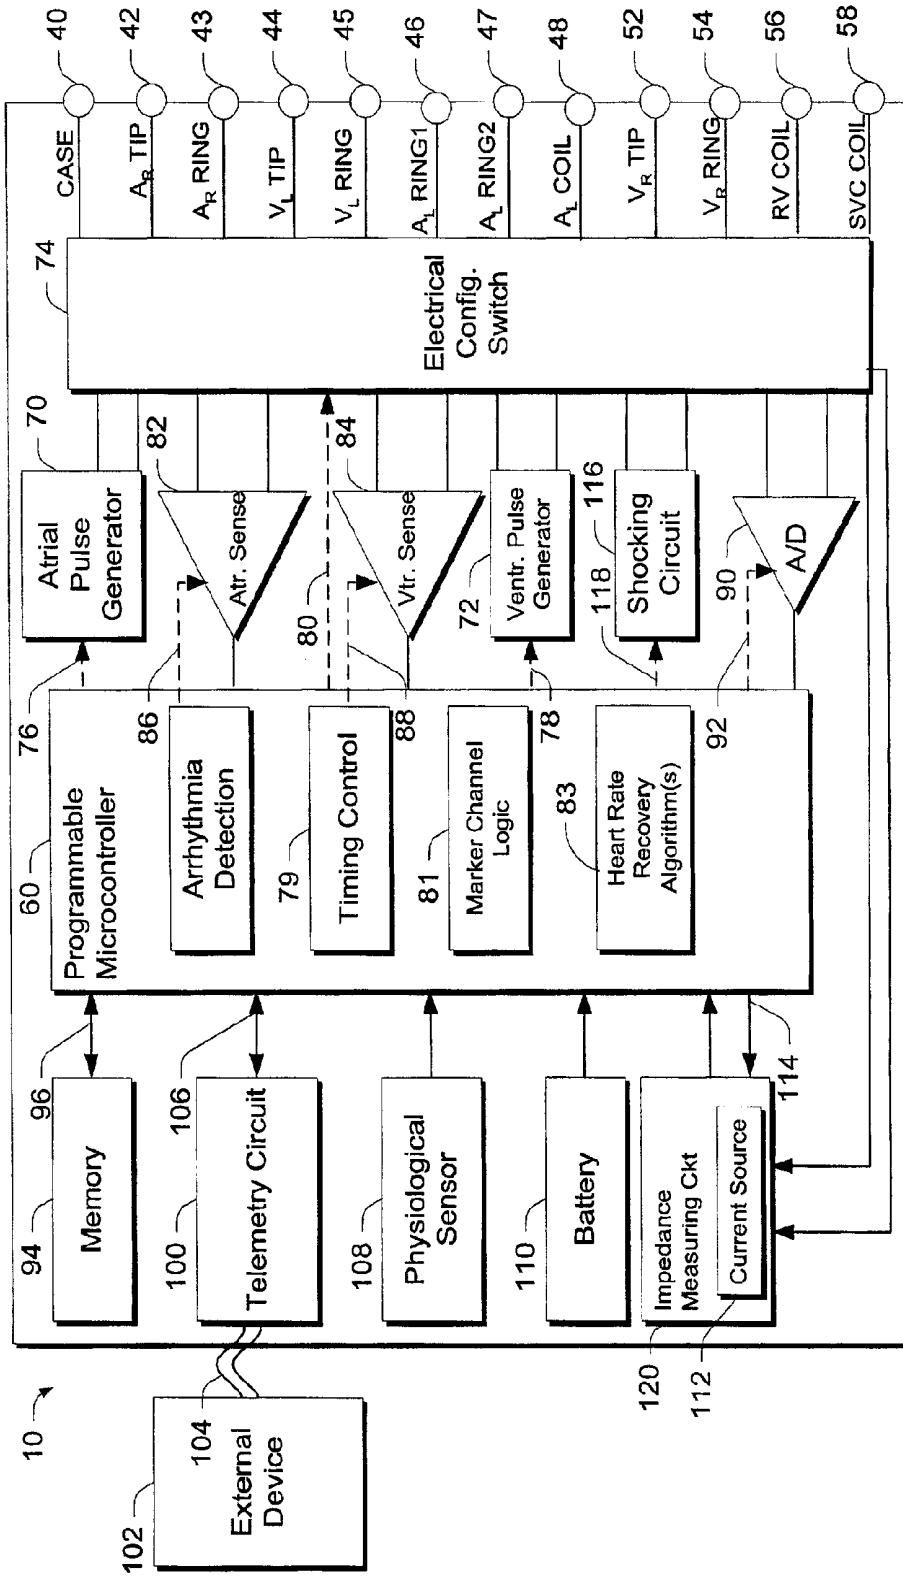 40
42
43
44
45
46
47
48
52
54
56
58
CASE
AR TIP
AR RING
VL TIP
VL RING
AL RING1
AL RING2
AL COIL
VR TIP
VR RING
RV COIL
SVC COIL
74
Electrical
Config.
Switch
70
Atrial
Pulse
Generator
82
Atr. Sense
80
84
Vtr. Sense
72
Ventr. Pulse
Generator
116
118
Shocking
Circuit
90
A/D
76
86
88
78
92
60
Programmable
Microcontroller
Arrhythmia
Detection
79
Timing Control
81
Marker Channel
Logic
83
Heart Rate
Recovery
Algorithm(s)
96
106
114
94
Memory
100
Telemetry Circuit
108
Physiological
Sensor
110
Battery
Impedance
Measuring Ckt
Current Source
120
112
10
104
102
External
Device